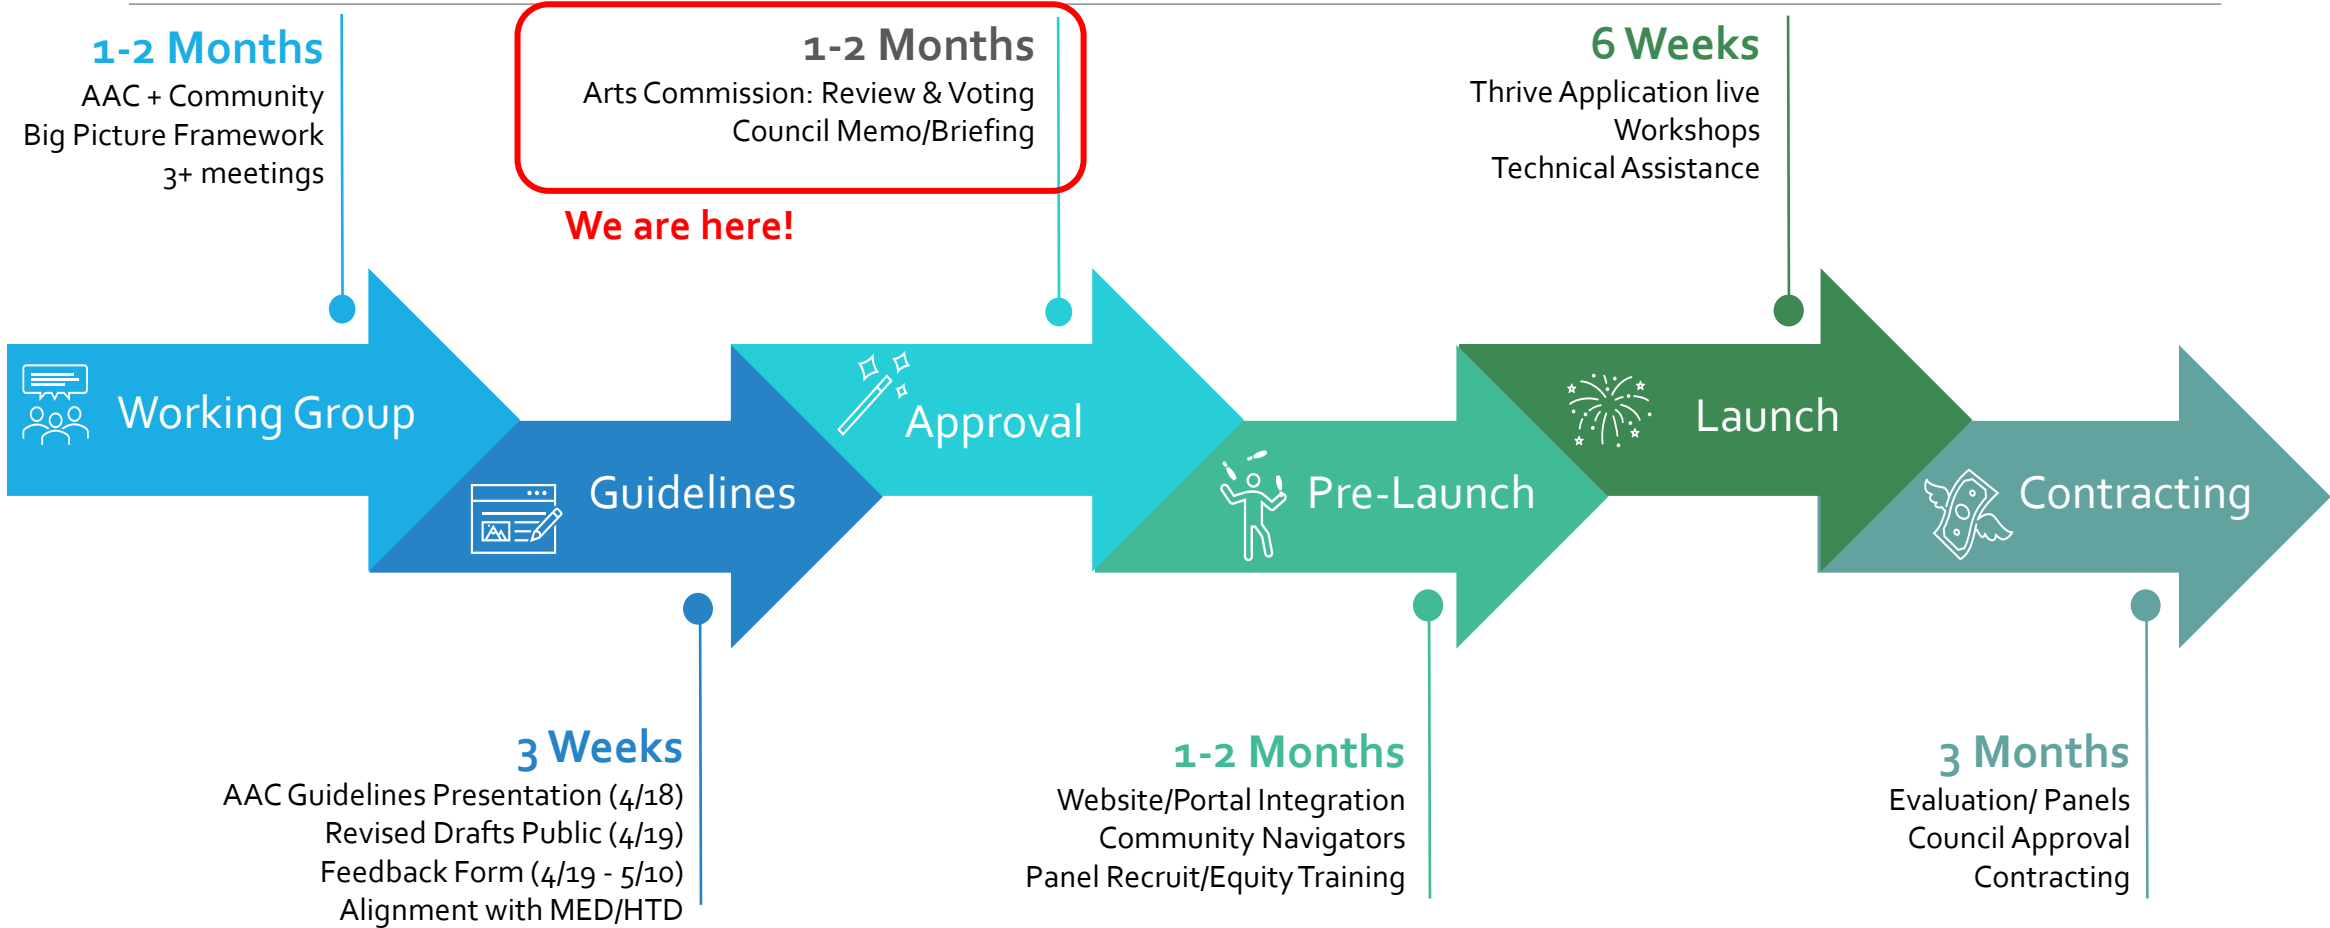 1-2 Months
AAC + Community
Big Picture Framework
3+ meetings
1-2 Months
Arts Commission: Review & Voting
Council Memo/Briefing
We are here!
6 Weeks
Thrive Application live
Workshops
Technical Assistance
Working Group
Guidelines
Approval
Pre-Launch
Launch
Contracting
3 Weeks
AAC Guidelines Presentation (4/18)
Revised Drafts Public (4/19)
Feedback Form (4/19 - 5/10)
Alignment with MED/HTD
1-2 Months
Website/Portal Integration
Community Navigators
Panel Recruit/Equity Training
3 Months
Evaluation/ Panels
Council Approval
Contracting